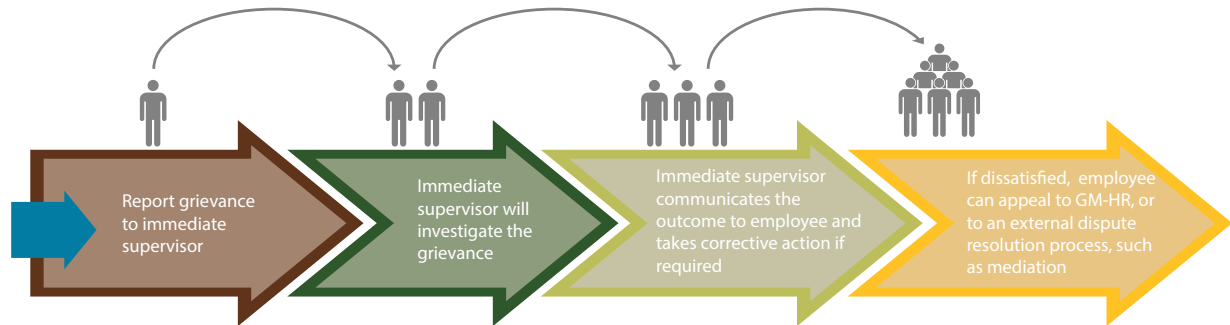 Report grievance
to immediate
supervisor
Immediate
supervisor will
investigate the
grievance
Immediate supervisor
communicates the
outcome to employee and
takes corrective action if
required
If dissatisfied, employee
can appeal to GM-HR, or
to an external dispute
resolution process, such
as mediation